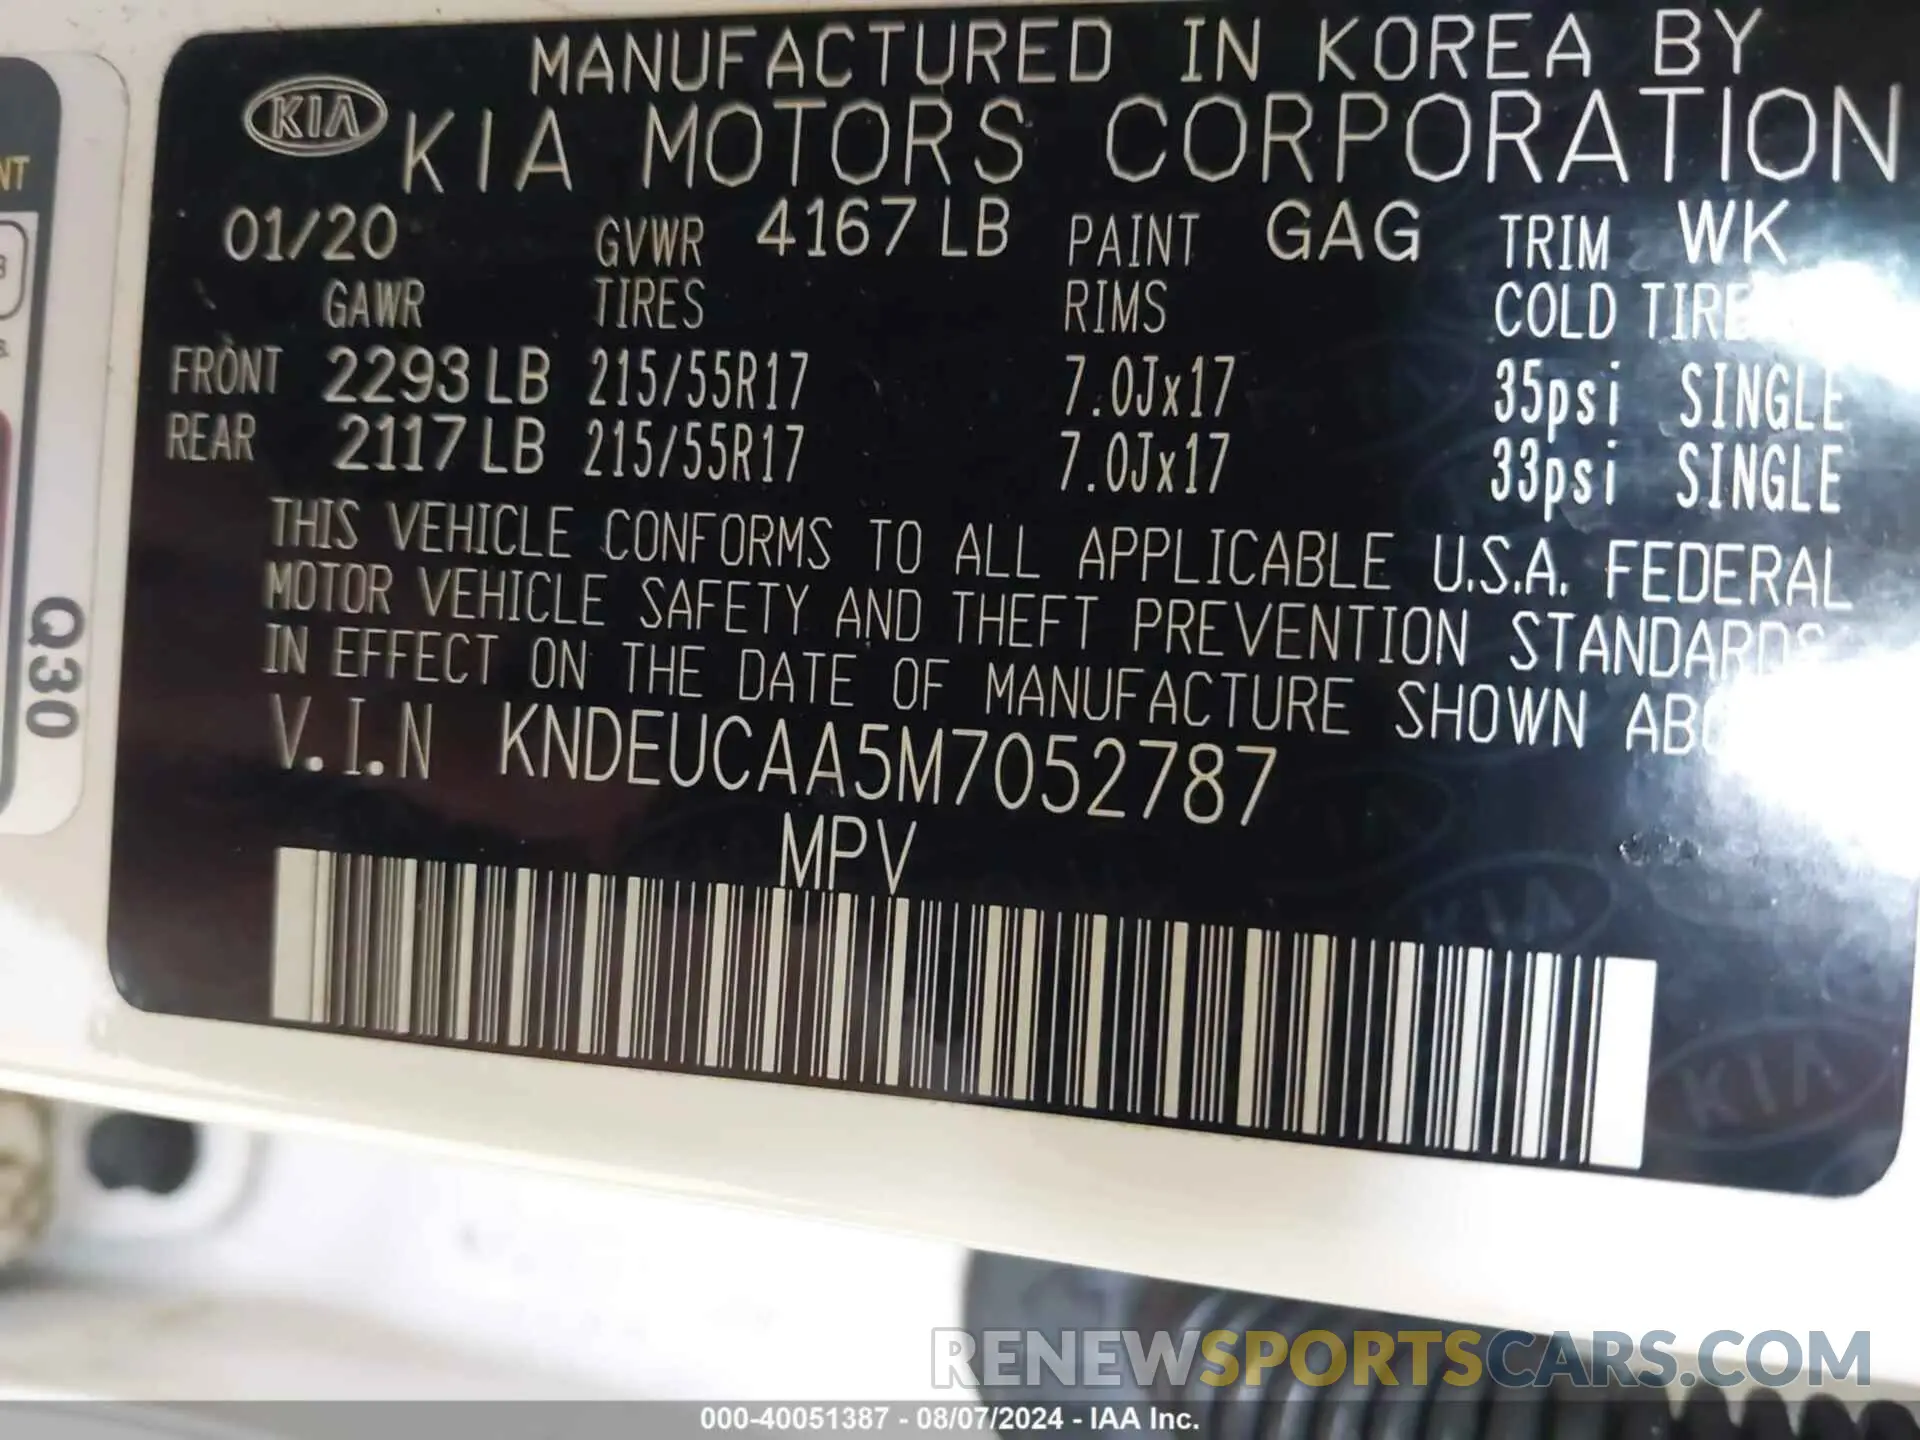 MANUFACTURED IN KOREA BY
KIA KIA MOTORS CORPORATION
01/20 GVWR 4167 LB PAINT GAG TRIM WK
GAWR TIRES RIMS COLD
FRONT 2293 LB 215/55R17 7.0Jx17 35psi SINGLE
REAR 2117 LB 215/55R17 7.0Jx17 33psi SINGLE
THIS VEHICLE CONFORMS TO ALL APPLICABLE U.S.A. FEDERAL
MOTOR VEHICLE SAFETY AND THEFT PREVENTION STANDARDS
IN EFFECT ON THE DATE OF MANUFACTURE SHOWN
V.I.N KNDEUCAA5M7052787
MPV
Q30
RENEWSPORTSCARS.COM
000-40051387 - 08/07/2024 - IAA Inc.